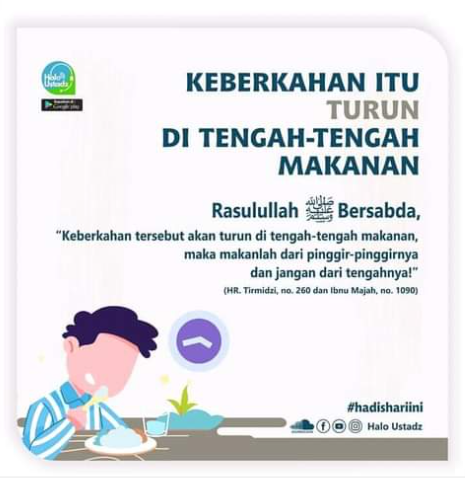 Halo
Ustadz
Google play
KEBERKAHAN ITU
TURUN
DI TENGAH-TENGAH
MAKANAN
Rasulullah ﷺ Bersabda,
“Keberkahan tersebut akan turun di tengah-tengah makanan,
maka makanlah dari pinggir-pinggirnya
dan jangan dari tengahnya!”
(HR. Tirmidzi, no. 260 dan Ibnu Majah, no. 1090)
#hadishariini
Halo Ustadz